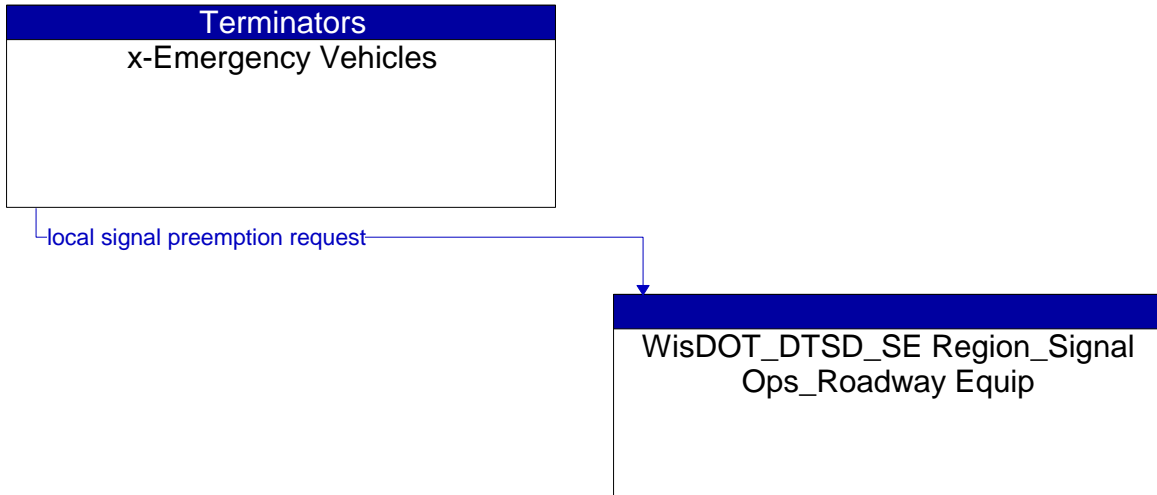 Terminators
x-Emergency Vehicles
local signal preemption request
WisDOT_DTSD_SE Region_Signal
Ops_Roadway Equip